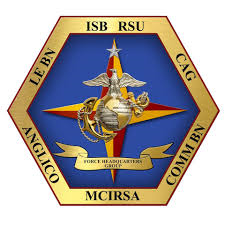 ISB RSU
LE BN
CAG
ANGLICO
COMM BN
FORCE HEADQUARTERS
GROUP
MCIRSA